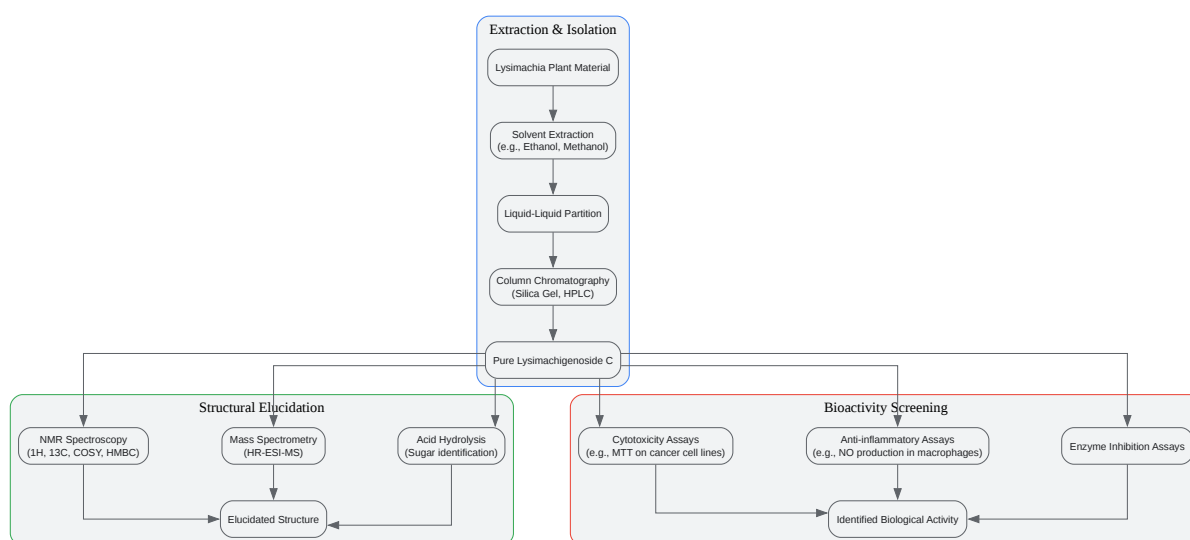 Extraction & Isolation
Lysimachia Plant Material
Solvent Extraction
(e.g., Ethanol, Methanol)
Liquid-Liquid Partition
Column Chromatography
(Silica Gel, HPLC)
Pure Lysimachigenoside C
Structural Elucidation
NMR Spectroscopy
(1H, 13C, COSY, HMBC)
Mass Spectrometry
(HR-ESI-MS)
Acid Hydrolysis
(Sugar identification)
Elucidated Structure
Bioactivity Screening
Cytotoxicity Assays
(e.g., MTT on cancer cell lines)
Anti-inflammatory Assays
(e.g., NO production in macrophages)
Enzyme Inhibition Assays
Identified Biological Activity